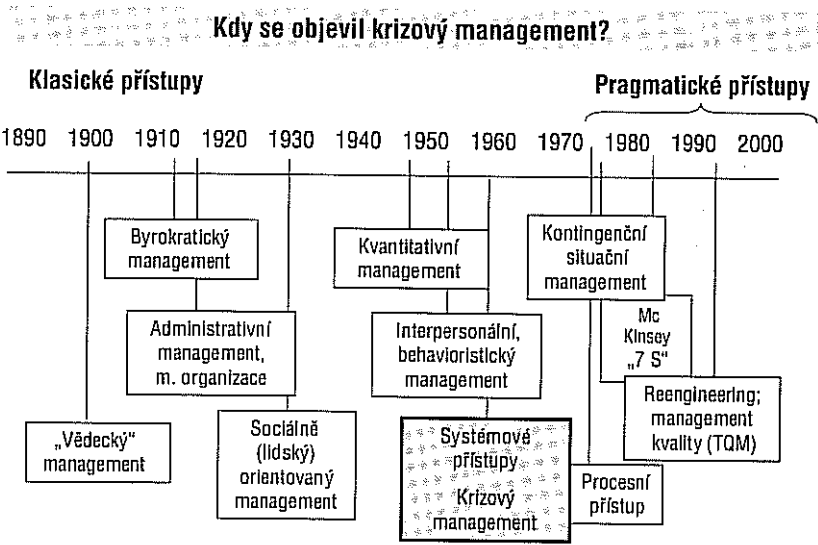 Kdy se objevil krizový management?
Klasické přístupy
Pragmatické přístupy
1890 1900 1910 1920 1930 1940 1950 1960 1970 1980 1990 2000
Byrokratický
management
Kvantitativní
management
Kontingenční
situační
management
Administrativní
management,
m. organizace
Interpersonální,
behavioristický
management
Mc
Kinsey
„7 S“
Reengineering;
management
kvality (TQM)
„Vědecký“
management
Sociálně
(lidský)
orientovaný
management
Systémové
přístupy
Krizový
management
Procesní
přístup